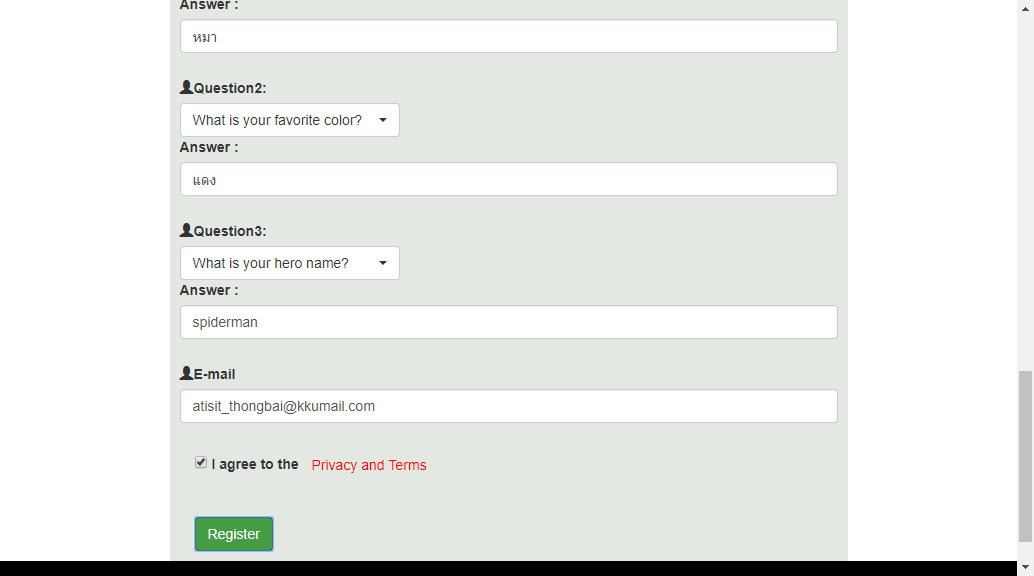 Answer :
หมา
Question2:
What is your favorite color?
Answer :
แดง
Question3:
What is your hero name?
Answer :
spiderman
E-mail
atisit_thongbai@kkumail.com
I agree to the Privacy and Terms
Register